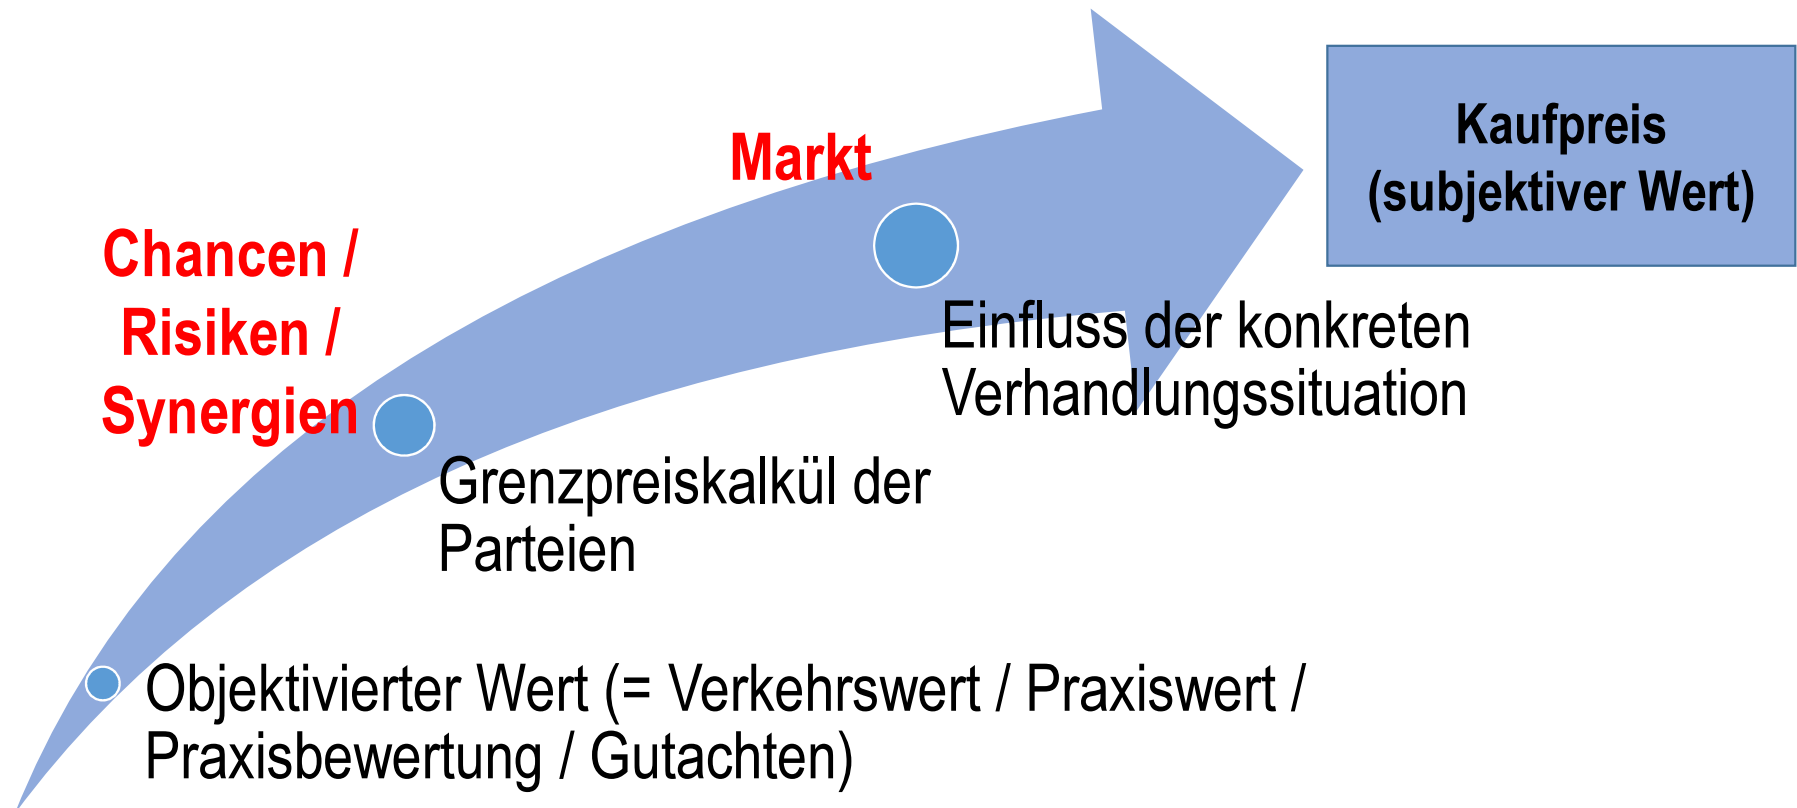 Markt
Kaufpreis
(subjektiver Wert)
Chancen /
Risiken /
Synergien
Einfluss der konkreten
Verhandlungssituation
Grenzpreiskalkül der
Parteien
Objektivierter Wert (= Verkehrswert / Praxiswert /
Praxisbewertung / Gutachten)